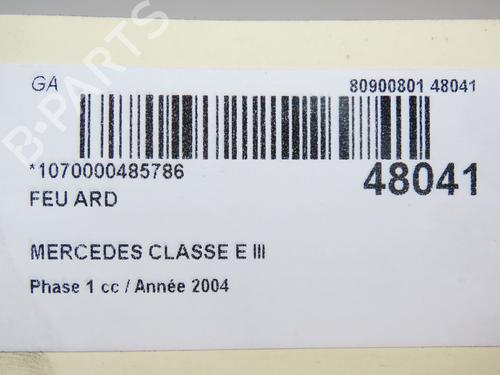 B-PARTS
GA
80900801 48041
*1070000485786
48041
FEU ARD
MERCEDES CLASSE E III
Phase 1 cc / Année 2004